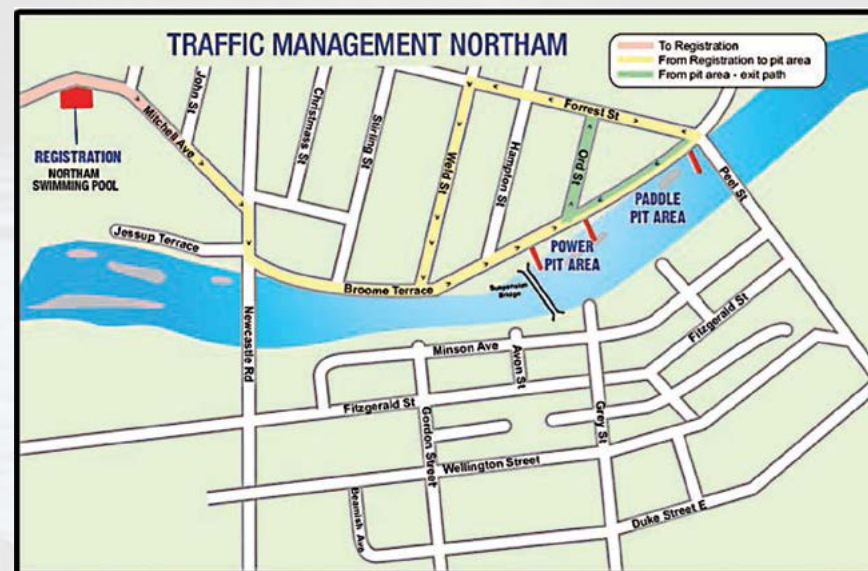 TRAFFIC MANAGEMENT NORTHAM
To Registration
From Registration to pit area
From pit area - exit path
John St
Christmass St
Stirling St
Mitchell Ave
Weld St
Hampton St
Forrest St
Ord St
REGISTRATION
NORTHAM
SWIMMING POOL
Peel St
PADDLE
PIT AREA
Jessup Terrace
POWER
PIT AREA
Broome Terrace
Suspension
Bridge
Newcastle Rd
Minson Ave
Avon St
Fitzgerald St
Fitzgerald St
Gordon Street
Grey St
Wellington Street
Beamish Ave
Duke Street E